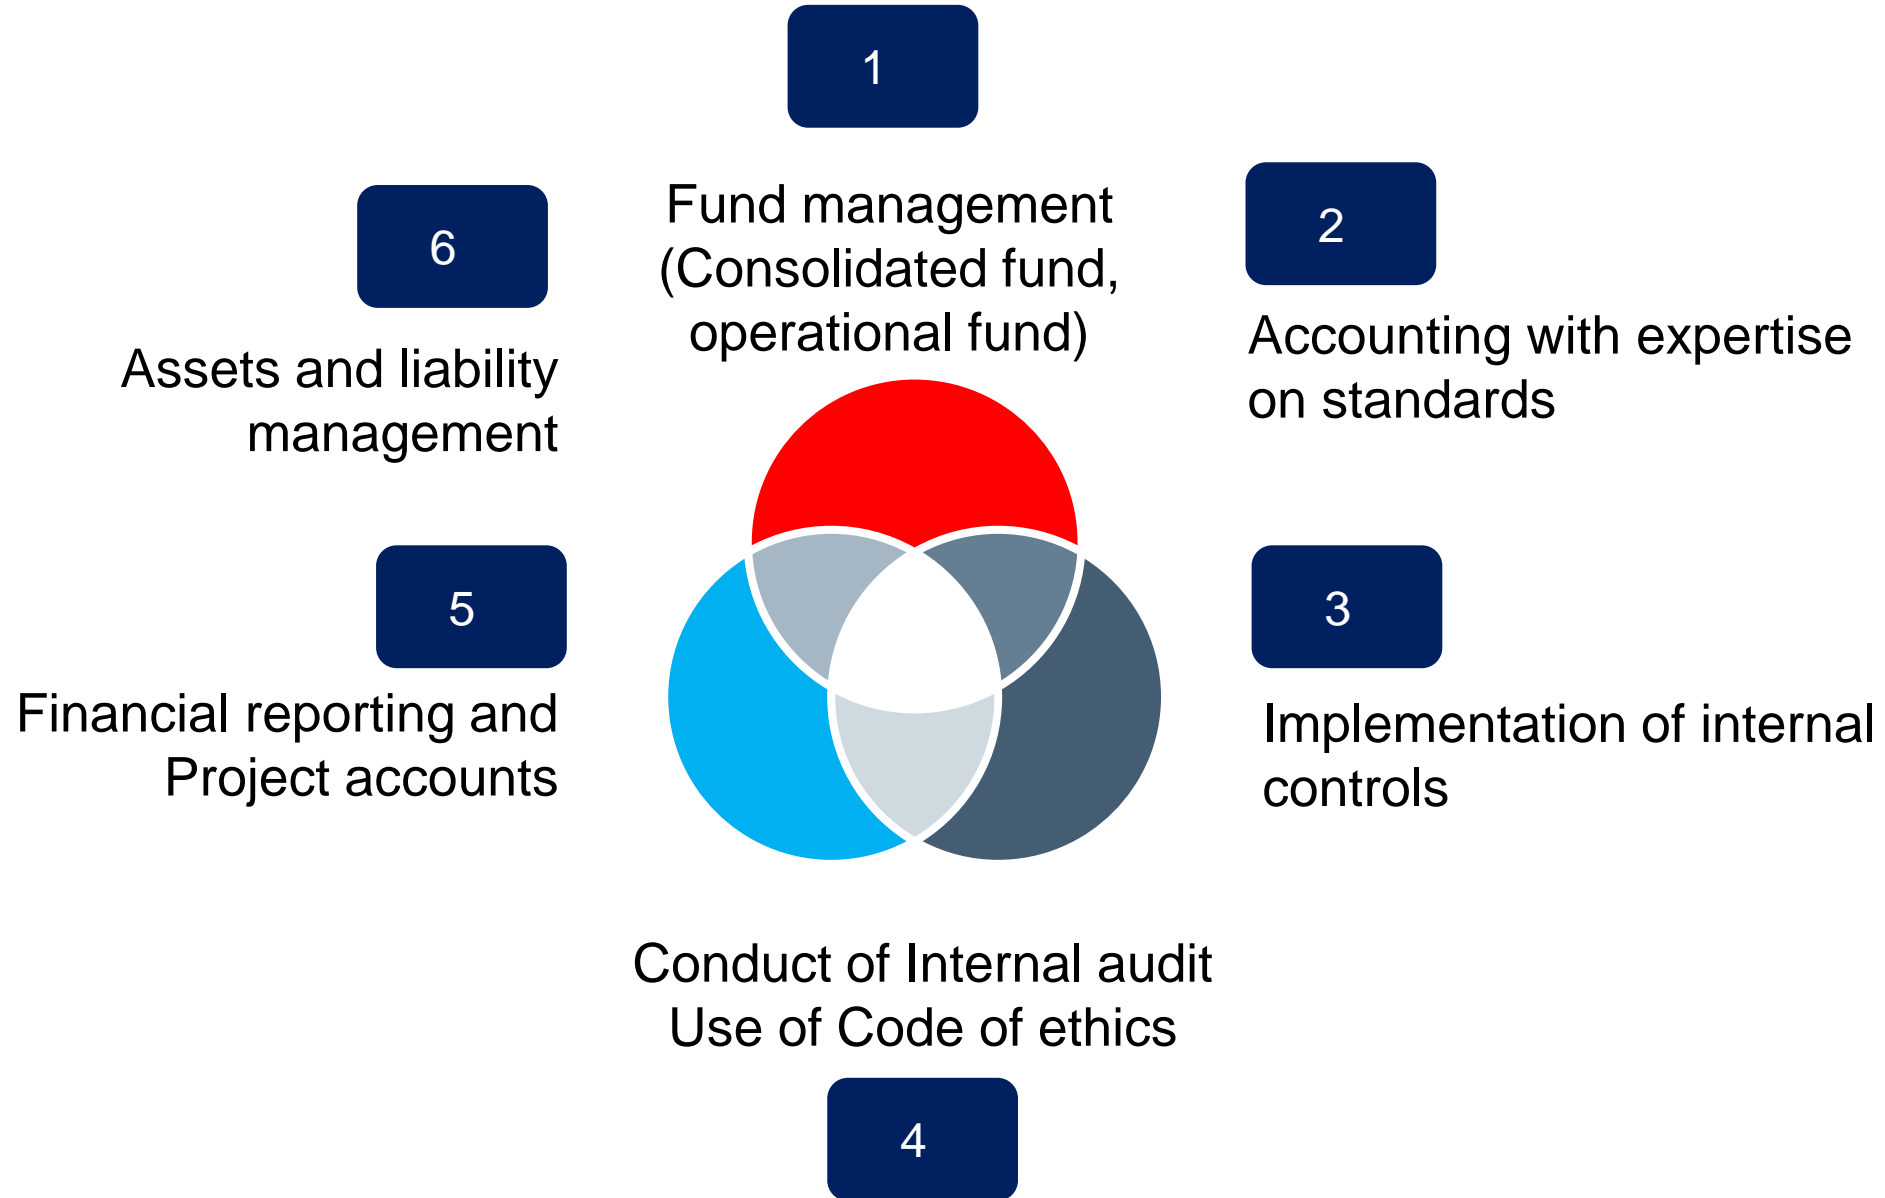 1
Fund management
(Consolidated fund,
operational fund)
2
Accounting with expertise
on standards
3
Implementation of internal
controls
Conduct of Internal audit
Use of Code of ethics
4
5
Financial reporting and
Project accounts
6
Assets and liability
management